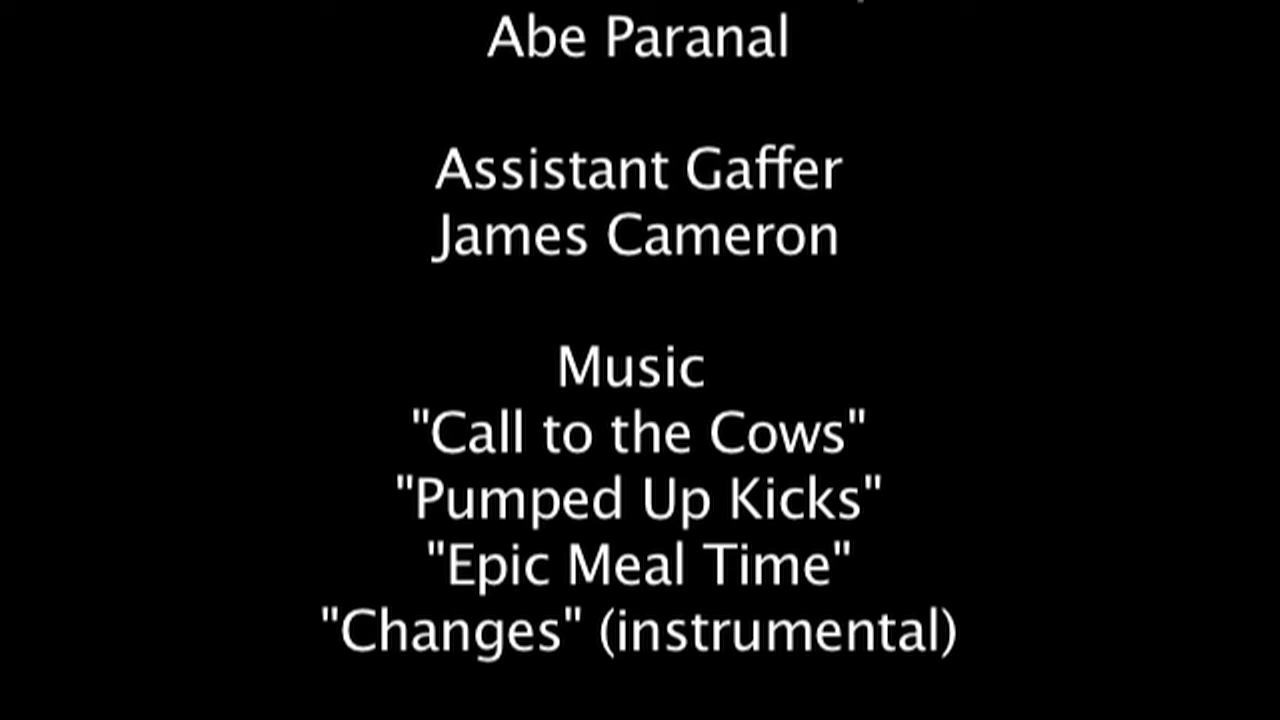 Abe Paranal
Assistant Gaffer
James Cameron
Music
"Call to the Cows"
"Pumped Up Kicks"
"Epic Meal Time"
"Changes" (instrumental)